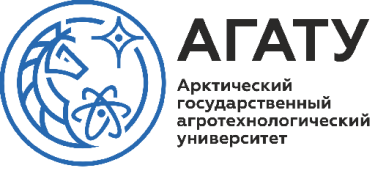 АГАТУ
Арктический
государственный
агротехнологический
университет